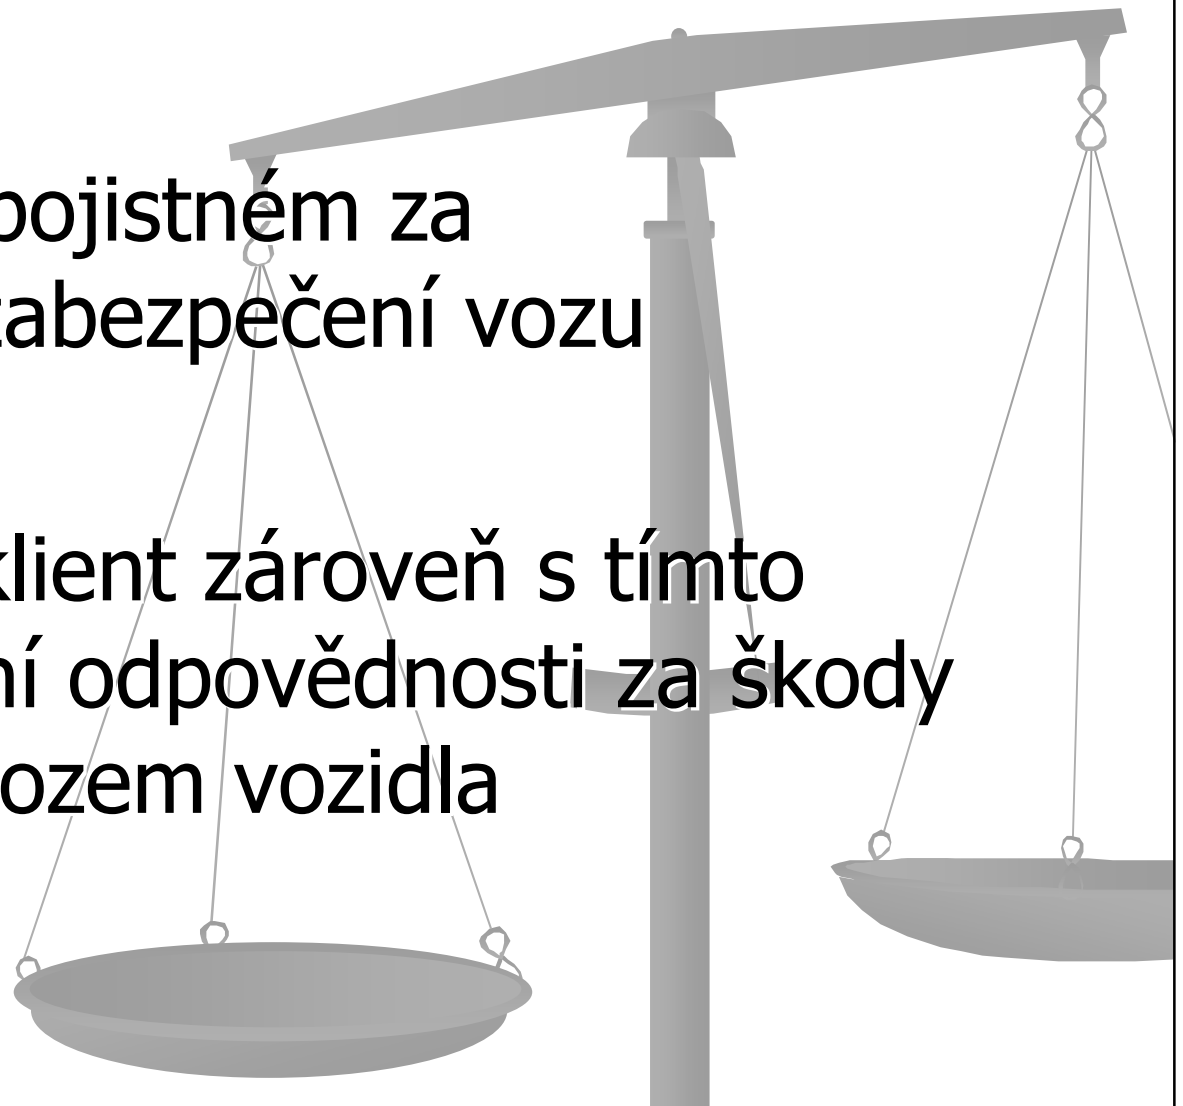 pojistném za
zabezpečení vozu
klient zároveň s tímto
ní odpovědnosti za škody
ozem vozidla